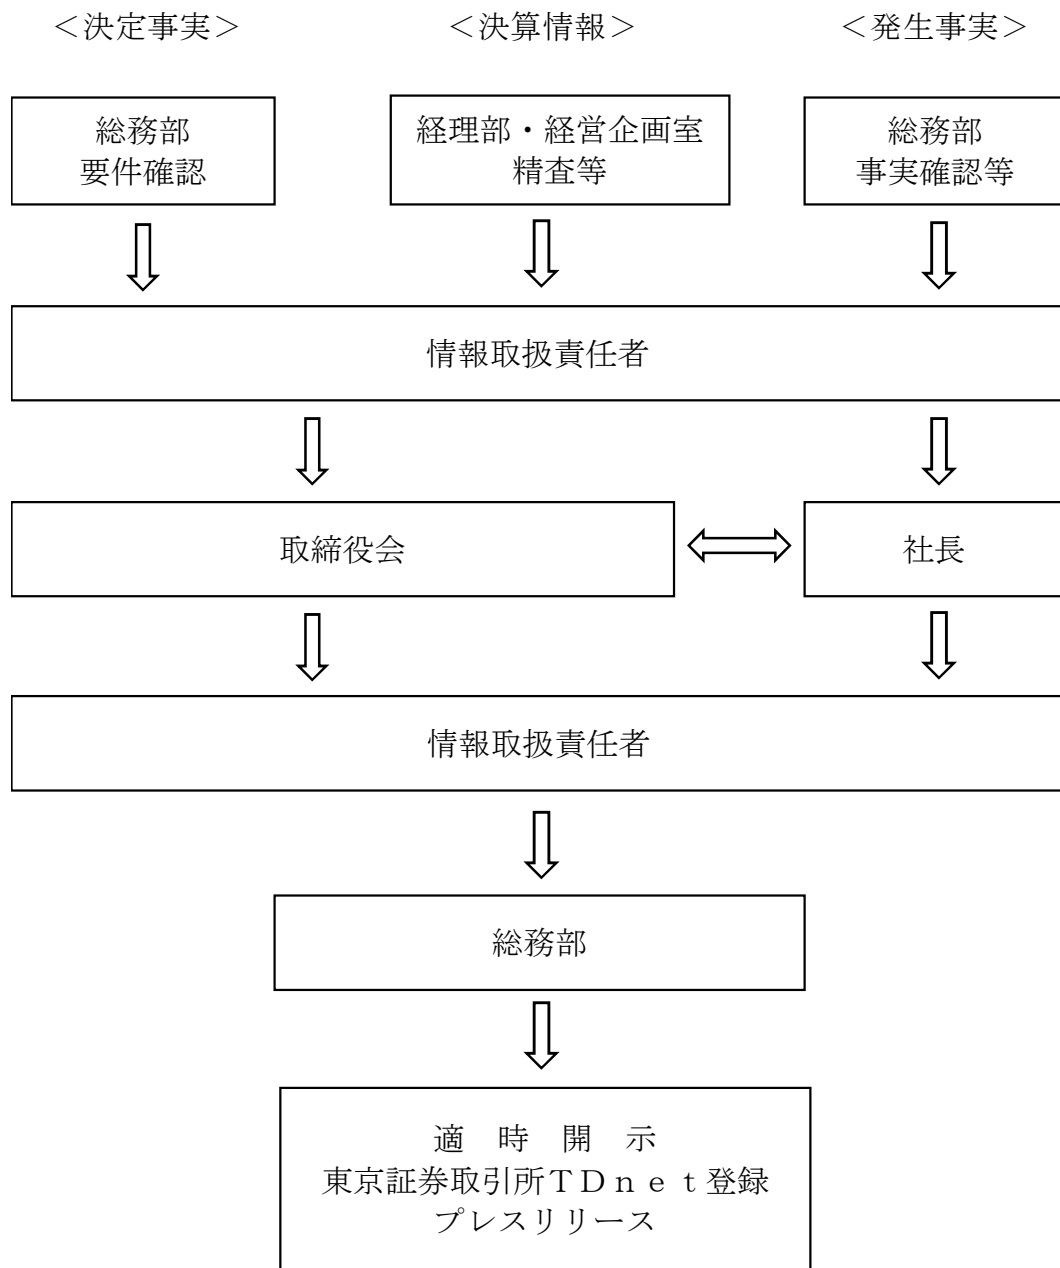 ＜決定事実＞
＜決算情報＞
＜発生事実＞
総務部
要件確認
経理部・経営企画室
精査等
総務部
事実確認等
情報取扱責任者
取締役会
社長
情報取扱責任者
総務部
適　時　開　示
東京証券取引所ＴＤｎｅｔ登録
プレスリリース